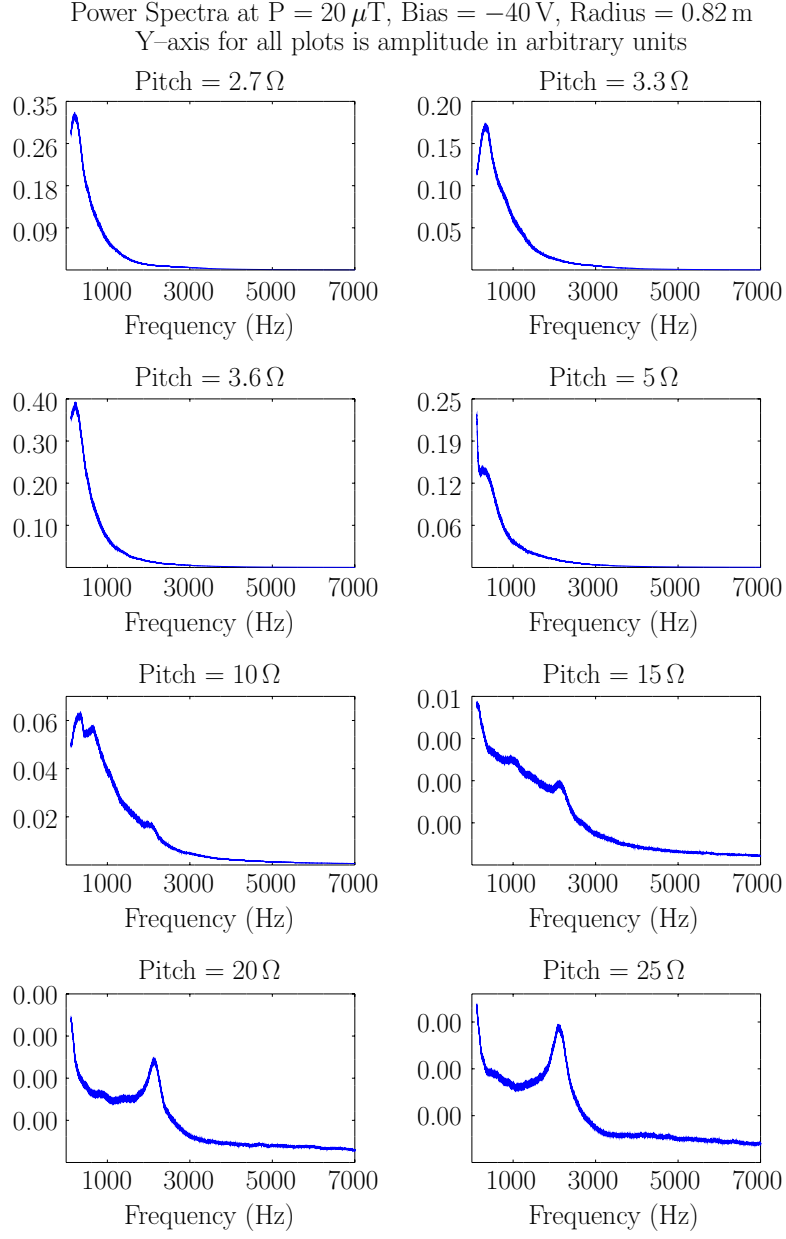 Power Spectra at P = 20 μT, Bias = −40 V, Radius = 0.82 m
Y–axis for all plots is amplitude in arbitrary units
Pitch = 2.7 Ω
0.35
0.26
0.18
0.09
1000 3000 5000 7000
Frequency (Hz)
Pitch = 3.3 Ω
0.20
0.15
0.10
0.05
1000 3000 5000 7000
Frequency (Hz)
Pitch = 3.6 Ω
0.40
0.30
0.20
0.10
1000 3000 5000 7000
Frequency (Hz)
Pitch = 5 Ω
0.25
0.19
0.12
0.06
1000 3000 5000 7000
Frequency (Hz)
Pitch = 10 Ω
0.06
0.04
0.02
1000 3000 5000 7000
Frequency (Hz)
Pitch = 15 Ω
0.01
0.00
0.00
0.00
1000 3000 5000 7000
Frequency (Hz)
Pitch = 20 Ω
0.00
0.00
0.00
0.00
1000 3000 5000 7000
Frequency (Hz)
Pitch = 25 Ω
0.00
0.00
0.00
1000 3000 5000 7000
Frequency (Hz)